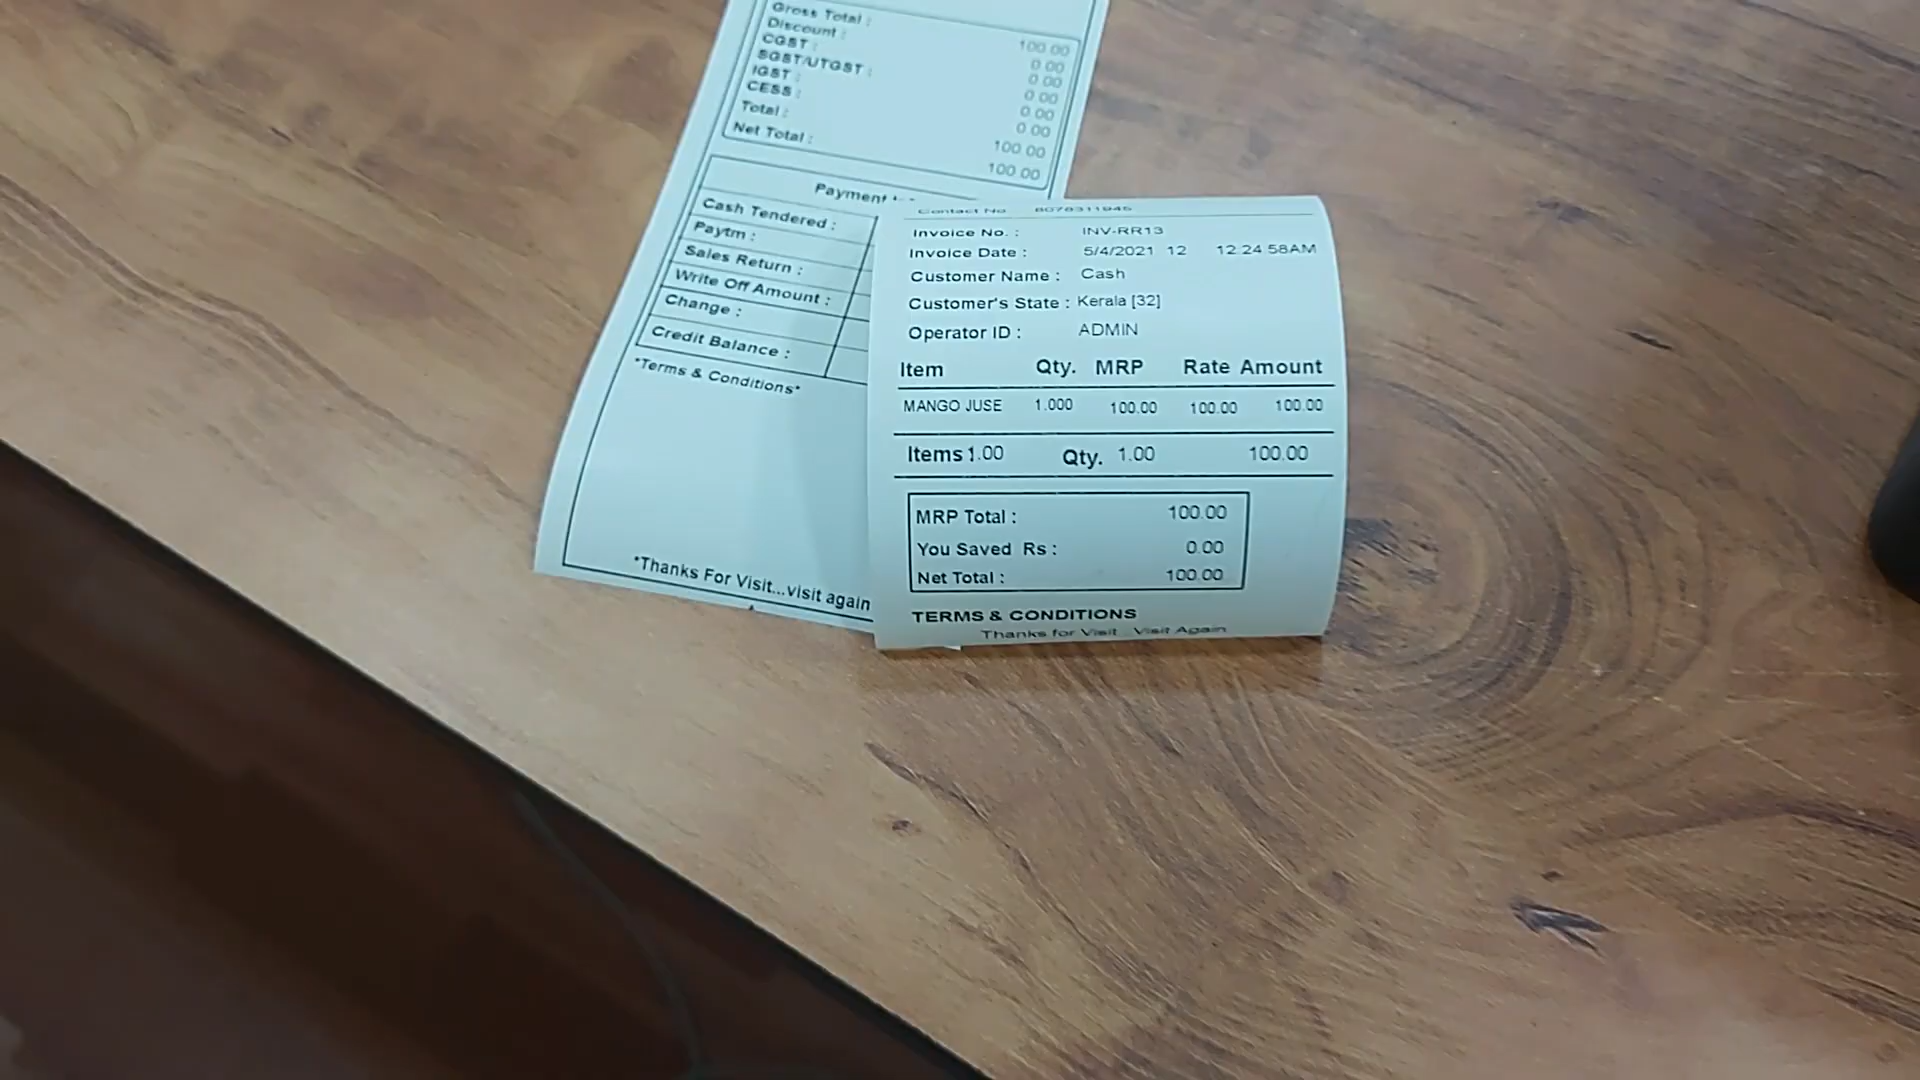 Gross Total : 100.00
Discount : 0.00
CGST : 0.00
SGST/UTGST : 0.00
IGST : 0.00
CESS : 0.00
Total : 100.00
Net Total : 100.00
Payment
Cash Tendered :
Paytm :
Sales Return :
Write Off Amount :
Change :
Credit Balance :
*Terms & Conditions*
*Thanks For Visit...visit again
Contact No 8078311945
Invoice No. : INV-RR13
Invoice Date : 5/4/2021 12 12:24:58AM
Customer Name : Cash
Customer's State : Kerala [32]
Operator ID : ADMIN
Item Qty. MRP Rate Amount
MANGO JUSE 1.000 100.00 100.00 100.00
Items 1.00 Qty. 1.00 100.00
MRP Total : 100.00
You Saved Rs : 0.00
Net Total : 100.00
TERMS & CONDITIONS
Thanks for Visit...Visit Again